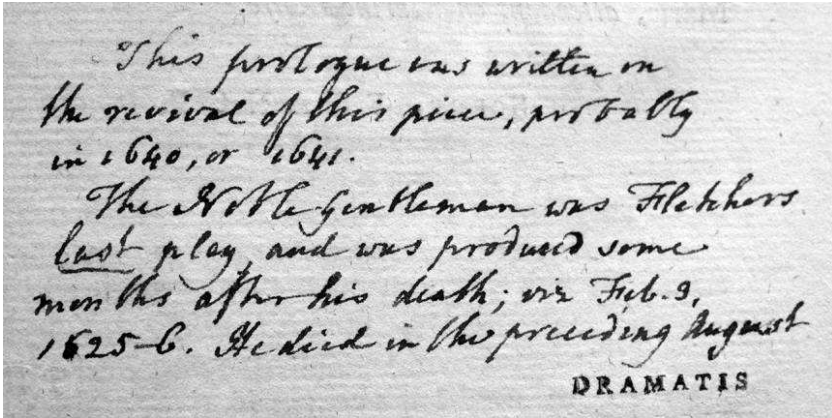 This prologue was written on
the revival of this piece, probably
in 1640, or 1641.
The Noble Gentleman was Fletchers
last play, and was produced some
months after his death; viz Feb. 3,
1625-6. He died in the preceding August
DRAMATIS